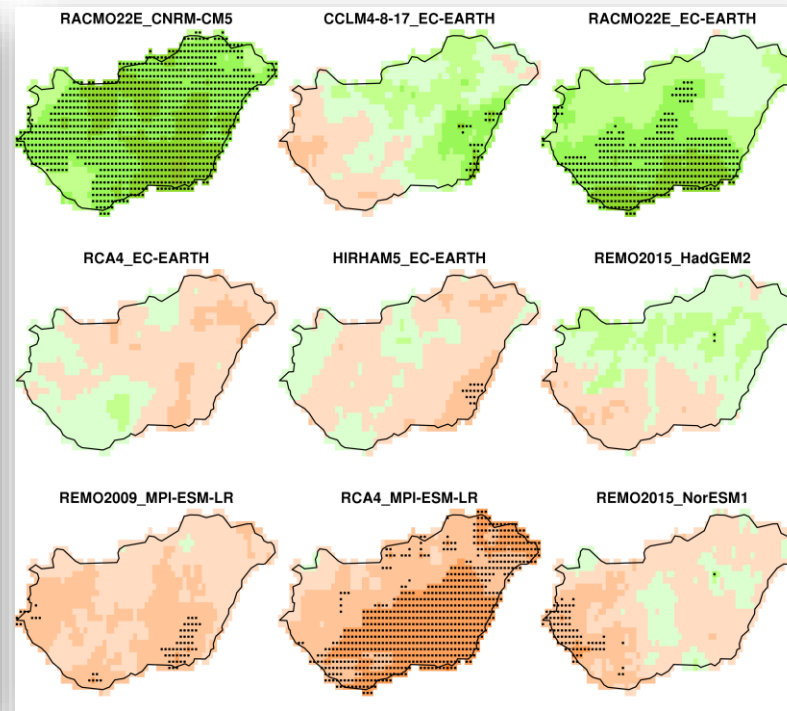 RACMO22E_CNRM-CM5
CCLM4-8-17_EC-EARTH
RACMO22E_EC-EARTH
RCA4_EC-EARTH
HIRHAM5_EC-EARTH
REMO2015_HadGEM2
REMO2009_MPI-ESM-LR
RCA4_MPI-ESM-LR
REMO2015_NorESM1